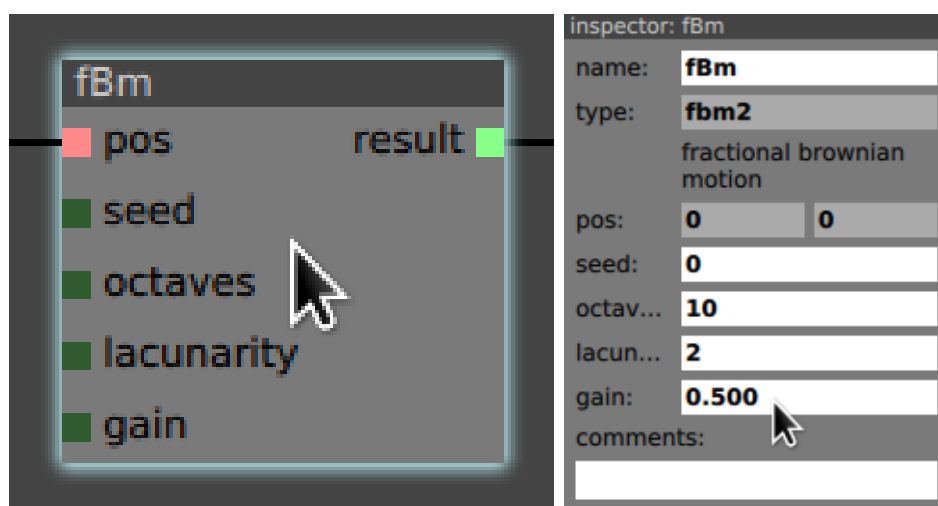 fBm
pos result
seed
octaves
lacunarity
gain
inspector: fBm
name: fBm
type: fbm2
fractional brownian
motion
pos: 0 0
seed: 0
octav... 10
lacun... 2
gain: 0.500
comments: